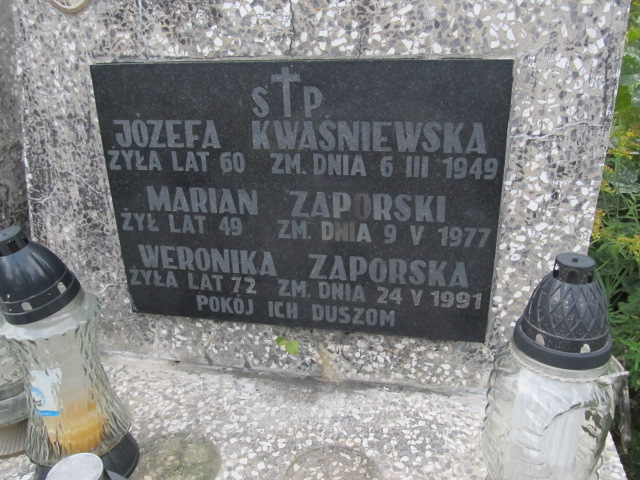 S P
JÓZEFA KWAŚNIEWSKA
ŻYŁA LAT 60 ZM. DNIA 6 III 1949
MARIAN ZAPORSKI
ŻYŁ LAT 49 ZM. DNIA 9 V 1977
WERONIKA ZAPORSKA
ŻYŁA LAT 72 ZM. DNIA 24 V 1991
POKÓJ ICH DUSZOM